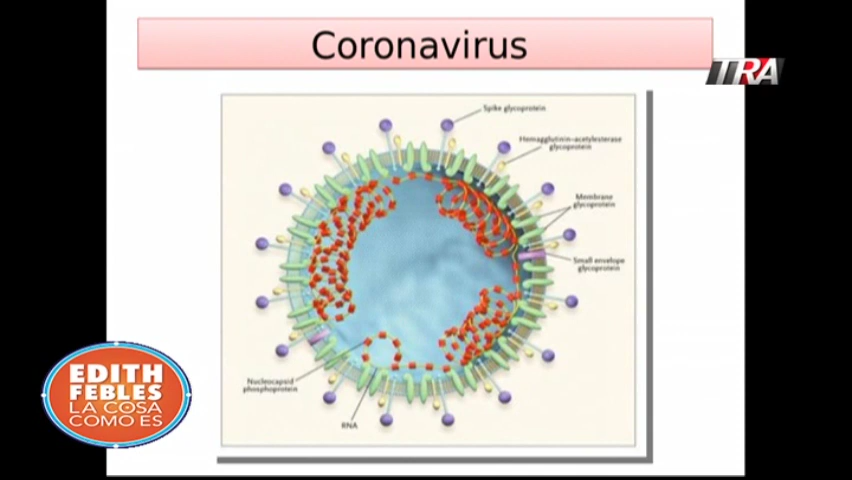 Coronavirus
TRA
Spike glycoprotein
Hemagglutinin-acetylesterase
glycoprotein
Membrane
glycoprotein
Small envelope
glycoprotein
Nucleocapsid
phosphoprotein
RNA
EDITH
FEBLES
LA COSA
COMO ES